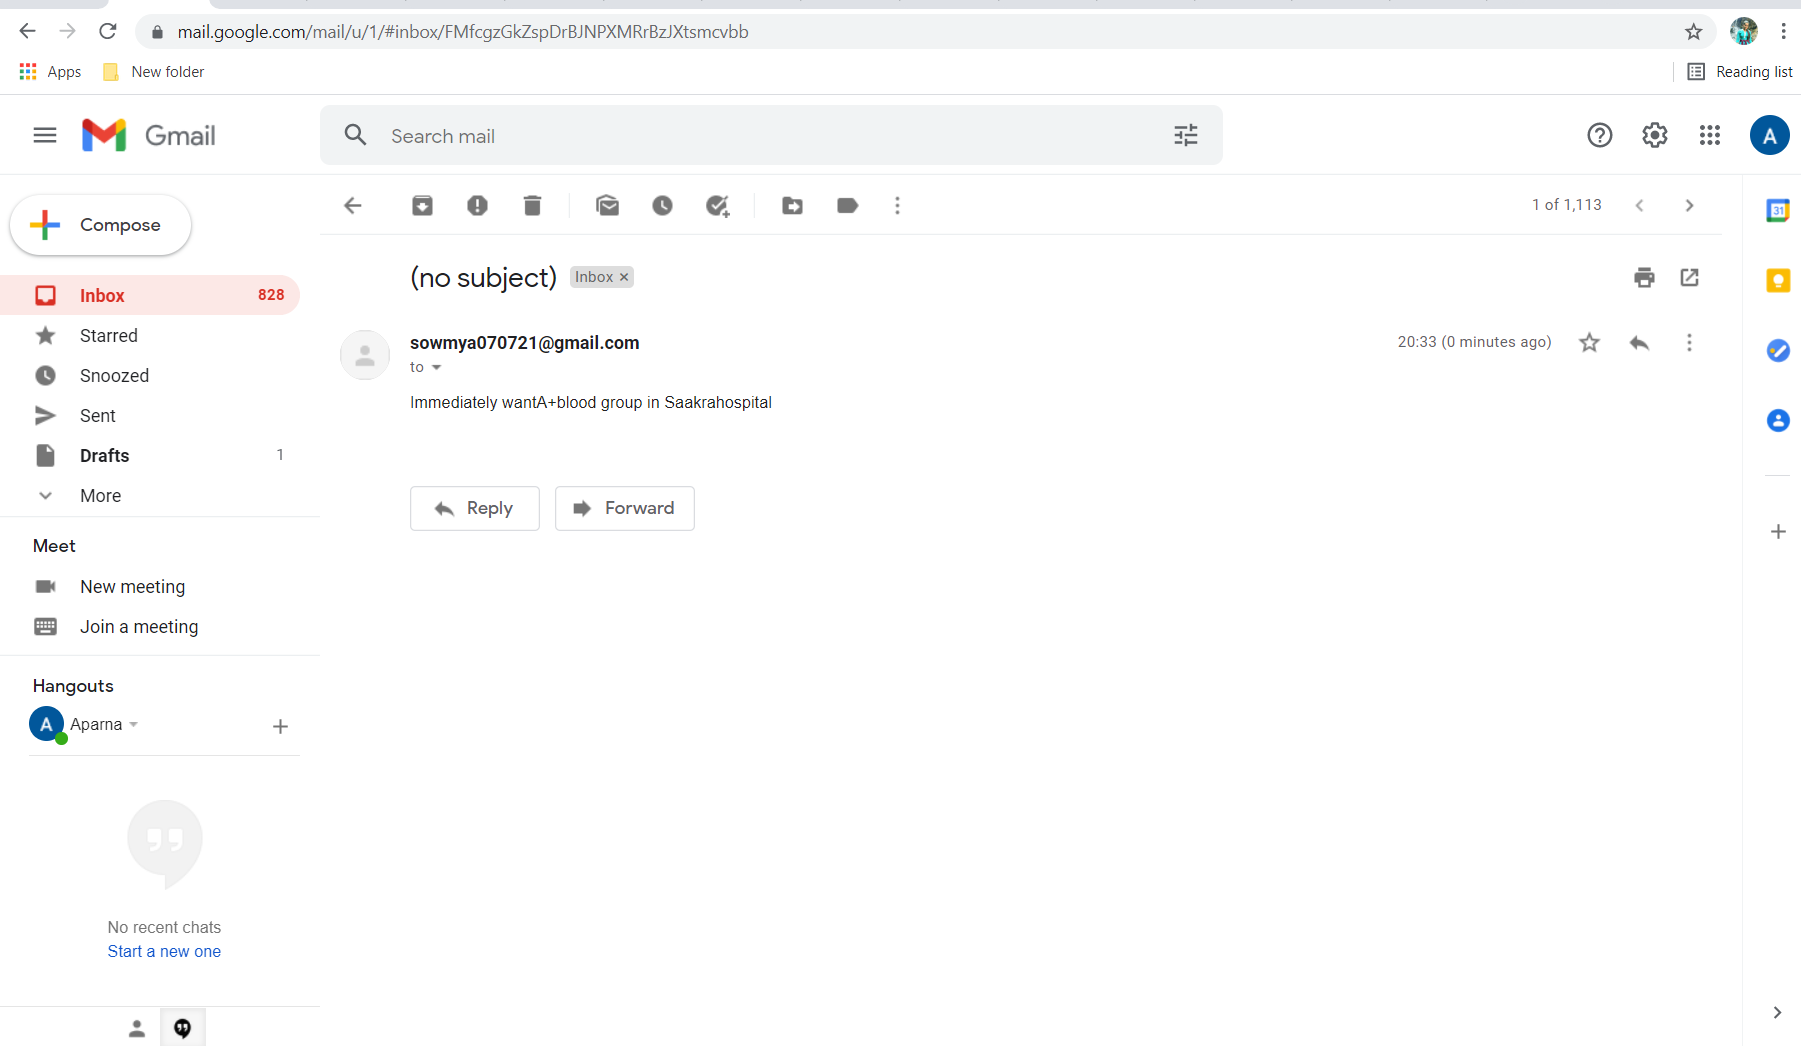 mail.google.com/mail/u/1/#inbox/FMfcgzGkZspDrBJNPXMRrBzJXtsmcvbb
Apps
New folder
Reading list
Gmail
Search mail
A
Compose
1 of 1,113
31
(no subject)
Inbox ×
Inbox 828
Starred
Snoozed
Sent
Drafts 1
More
sowmya070721@gmail.com
20:33 (0 minutes ago)
to
Immediately wantA+blood group in Saakrahospital
Reply
Forward
Meet
New meeting
Join a meeting
Hangouts
A Aparna
No recent chats
Start a new one